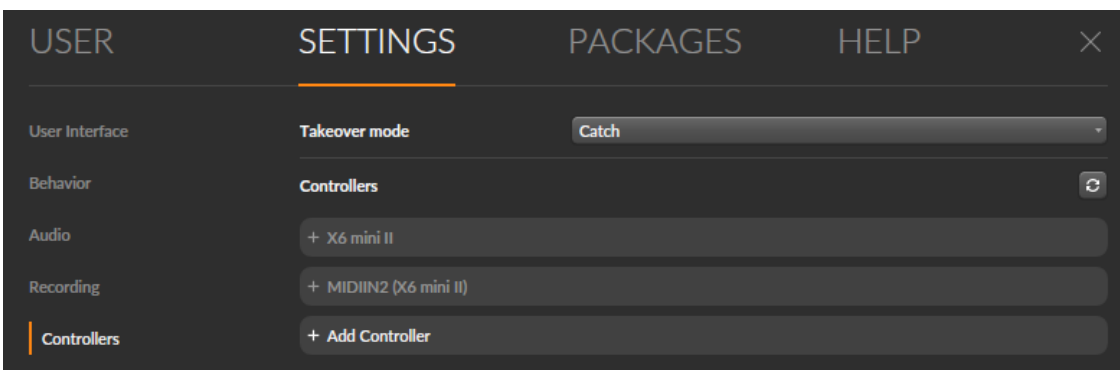 USER SETTINGS PACKAGES HELP
User Interface Takeover mode Catch
Behavior Controllers
Audio + X6 mini II
Recording + MIDIIN2 (X6 mini II)
Controllers + Add Controller